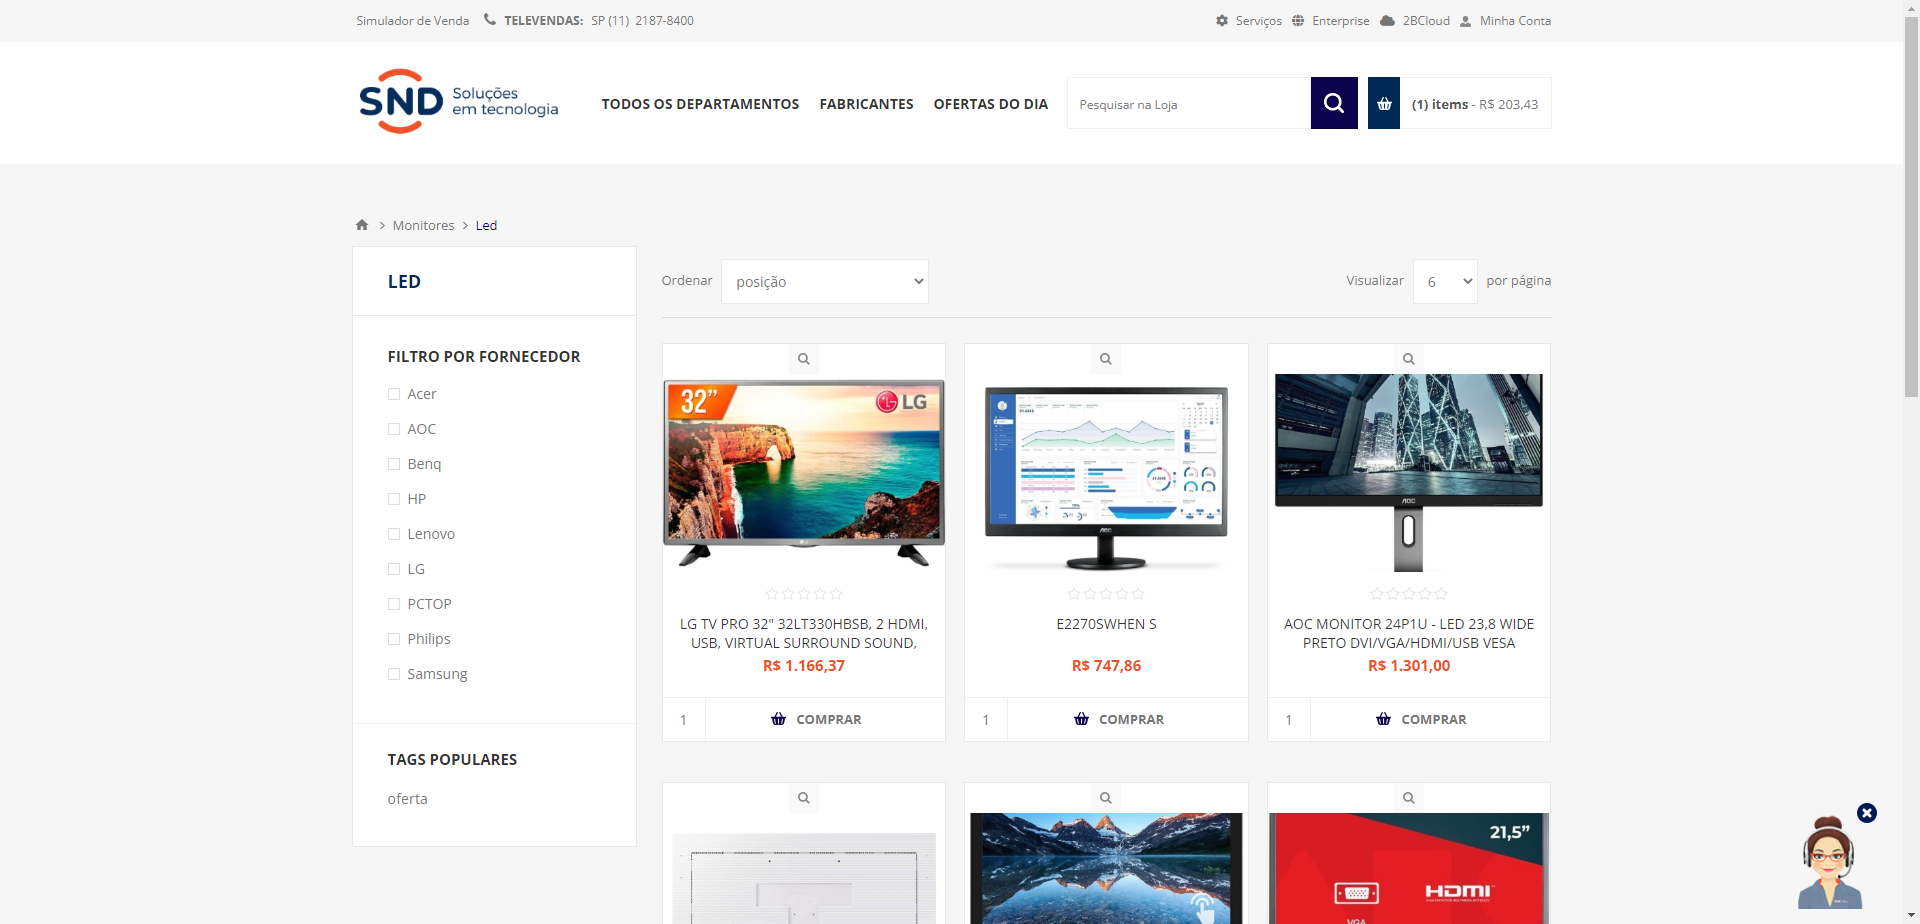 Simulador de Venda
TELEVENDAS: SP (11) 2187-8400
Serviços
Enterprise
2BCloud
Minha Conta
SND Soluções
em tecnologia
TODOS OS DEPARTAMENTOS
FABRICANTES
OFERTAS DO DIA
Pesquisar na Loja
(1) items - R$ 203,43
> Monitores > Led
LED
FILTRO POR FORNECEDOR
Acer
AOC
Benq
HP
Lenovo
LG
PCTOP
Philips
Samsung
TAGS POPULARES
oferta
Ordenar posição
Visualizar 6 por página
32”
LG
LG TV PRO 32" 32LT330HBSB, 2 HDMI,
USB, VIRTUAL SURROUND SOUND,
R$ 1.166,37
1 COMPRAR
AOC
E2270SWHEN S
R$ 747,86
1 COMPRAR
AOC
AOC MONITOR 24P1U - LED 23,8 WIDE
PRETO DVI/VGA/HDMI/USB VESA
R$ 1.301,00
1 COMPRAR
21,5”
HDMI
VGA